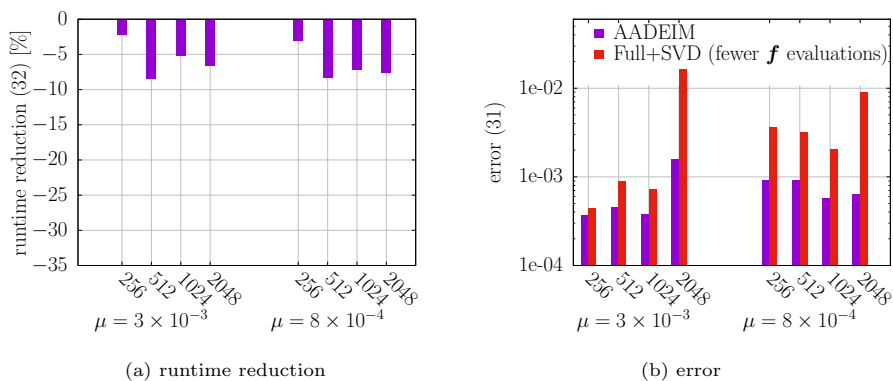 runtime reduction (32) [%]
0
−5
−10
−15
−20
−25
−30
−35
256
512
1024
2048
256
512
1024
2048
μ = 3 × 10⁻³
μ = 8 × 10⁻⁴
(a) runtime reduction
error (31)
1e-02
1e-03
1e-04
AADEIM
Full+SVD (fewer f evaluations)
256
512
1024
2048
256
512
1024
2048
μ = 3 × 10⁻³
μ = 8 × 10⁻⁴
(b) error